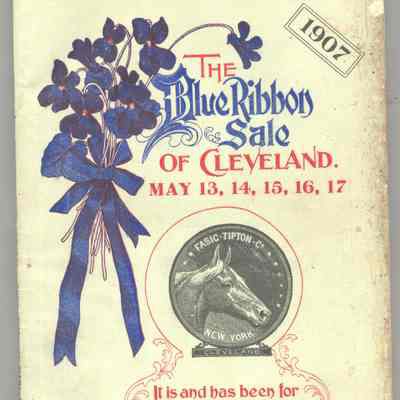 1907
THE
Blue Ribbon
Sale
OF CLEVELAND.
MAY 13, 14, 15, 16, 17
FASIG-TIPTON-Co
NEW YORK
CLEVELAND
It is and has been for